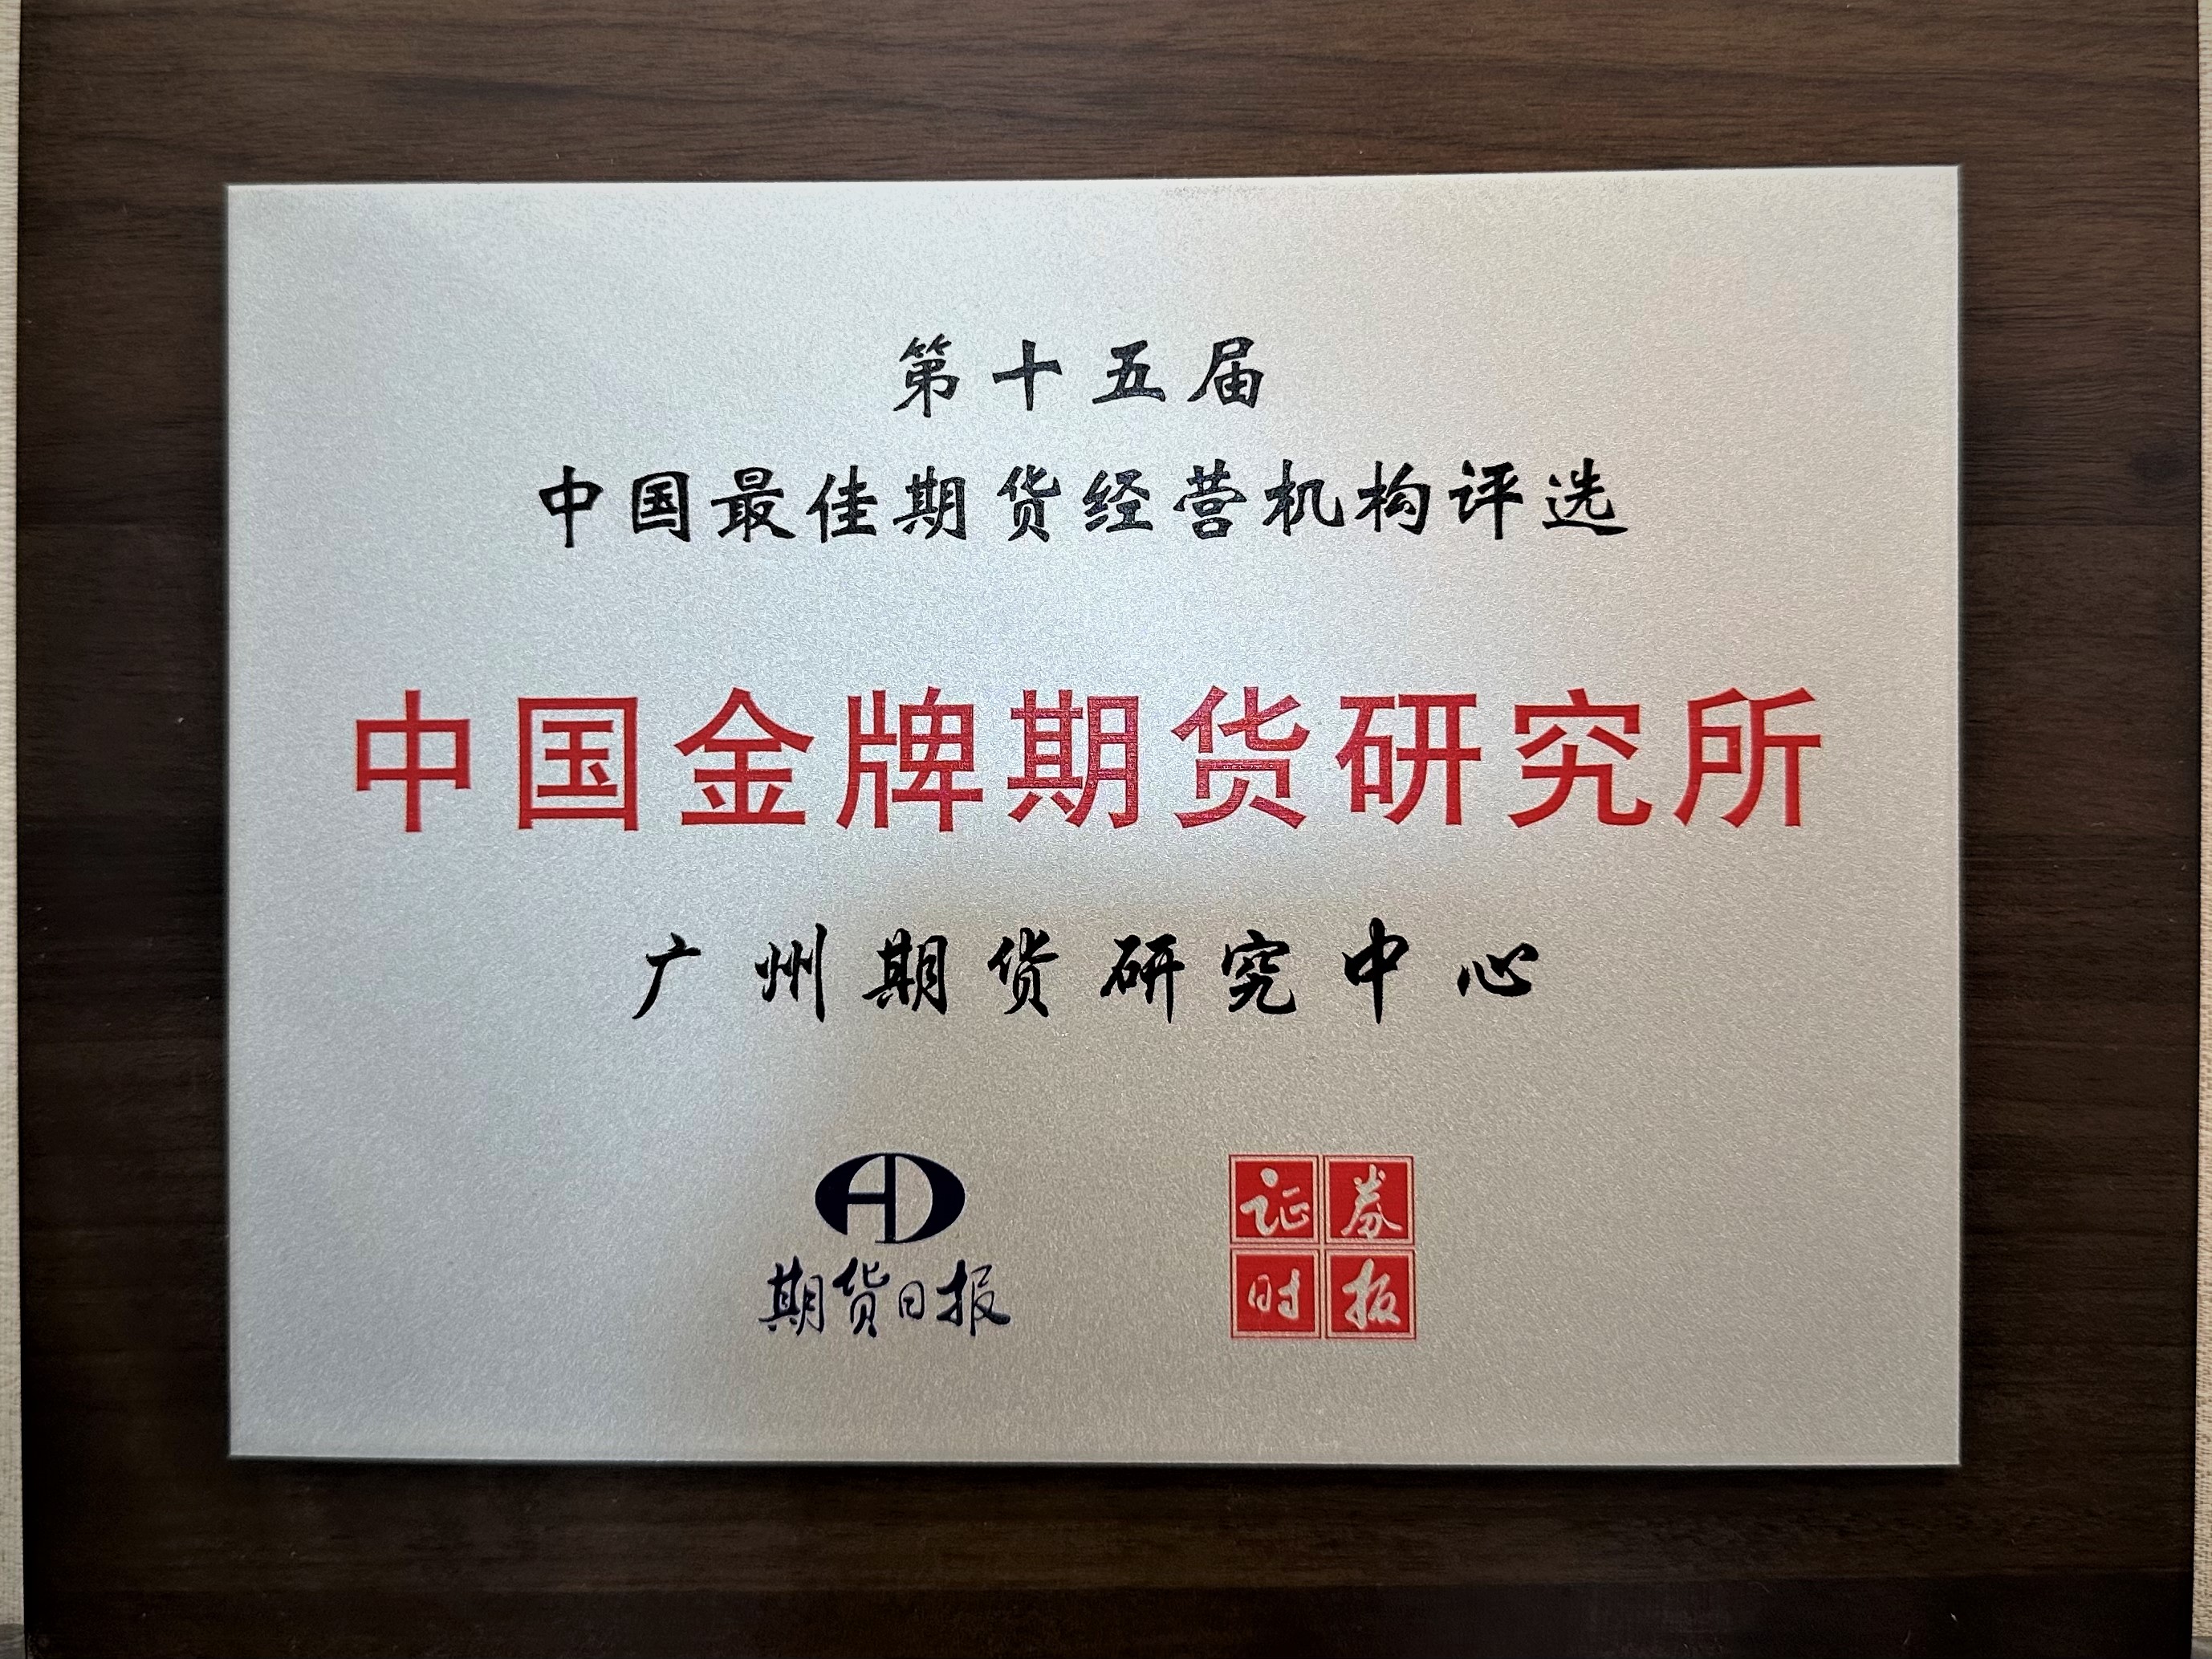 第十五届
中国最佳期货经营机构评选
中国金牌期货研究所
广州期货研究中心
期货日报
证券
时报